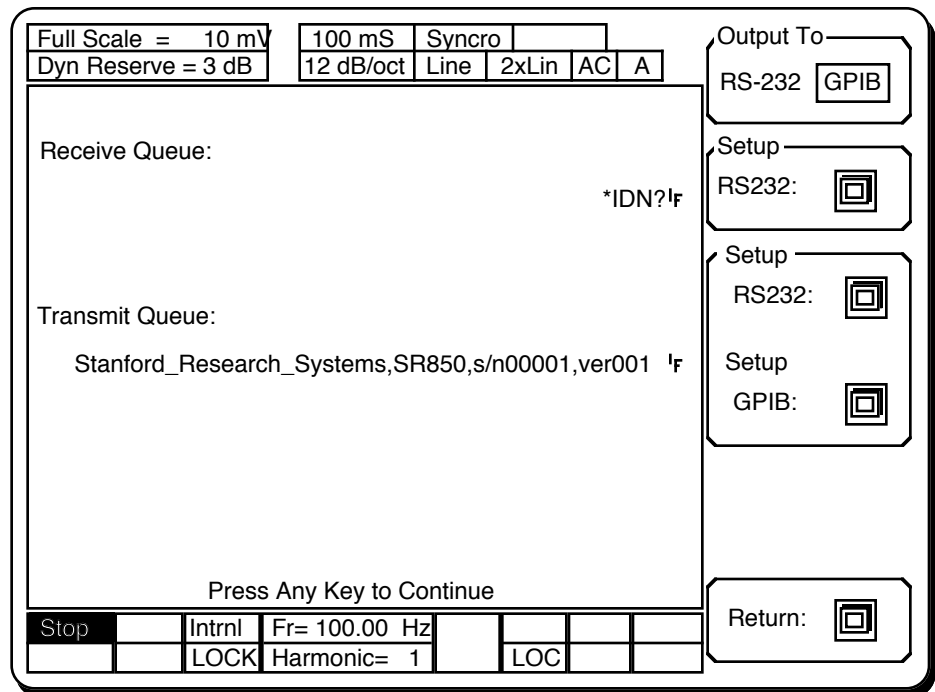 Full Scale = 10 mV
100 mS
Syncro
Dyn Reserve = 3 dB
12 dB/oct
Line
2xLin
AC
A
Receive Queue:
*IDN?LF
Transmit Queue:
Stanford_Research_Systems,SR850,s/n00001,ver001 LF
Press Any Key to Continue
Stop
Intrnl
Fr= 100.00 Hz
LOCK
Harmonic= 1
LOC
Output To
RS-232
GPIB
Setup
RS232:
Setup
RS232:
Setup
GPIB:
Return: